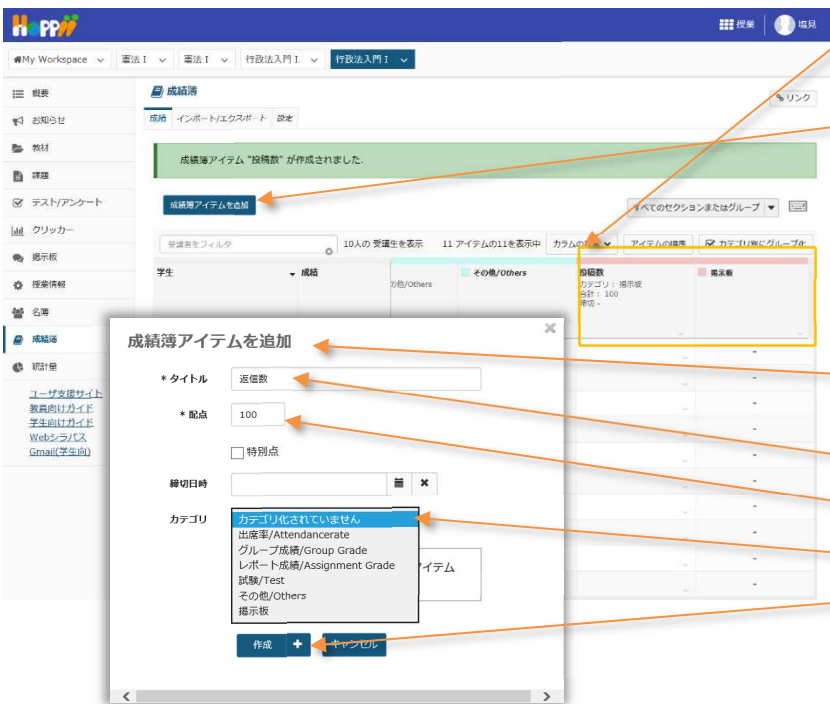 HoPPii
授業
塩見
My Workspace
憲法 I
憲法 I
行政法入門 I
行政法入門 I
概要
お知らせ
教材
課題
テスト/アンケート
クリッカー
掲示板
授業情報
名簿
成績簿
統計量
ユーザ支援サイト
教員向けガイド
学生向けガイド
Webシラバス
Gmail(学生向)
成績簿
リンク
成績
インポート/エクスポート
設定
成績簿アイテム "投稿数" が作成されました.
成績簿アイテムを追加
すべてのセクションまたはグループ
受講者をフィルタ
10人の 受講生を表示
11 アイテムの11を表示中
アイテムの順序
カテゴリ別にグループ化
学生
成績
の他/Others
その他/Others
投稿数
カテゴリ： 掲示板
合計： 100
締切 -
掲示板
成績簿アイテムを追加
* タイトル
返信数
* 配点
100
特別点
締切日時
カテゴリ
カテゴリ化されていません
出席率/Attendancerate
グループ成績/Group Grade
レポート成績/Assignment Grade
試験/Test
その他/Others
掲示板
アイテム
作成
キャンセル